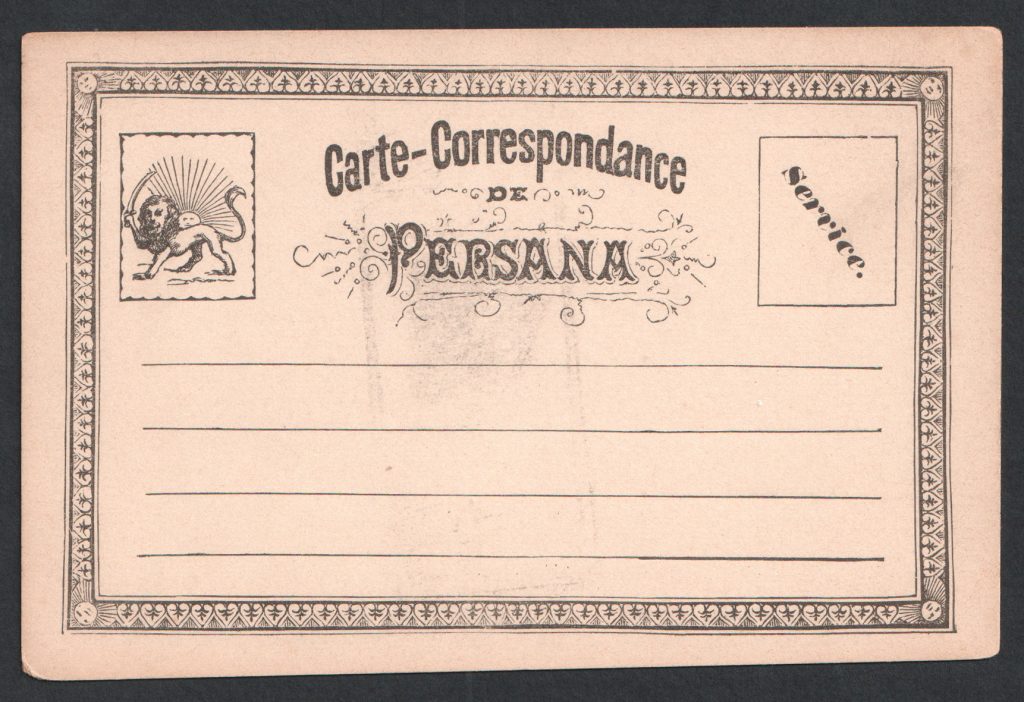 Carte-Correspondance
DE
PERSANA
Service.